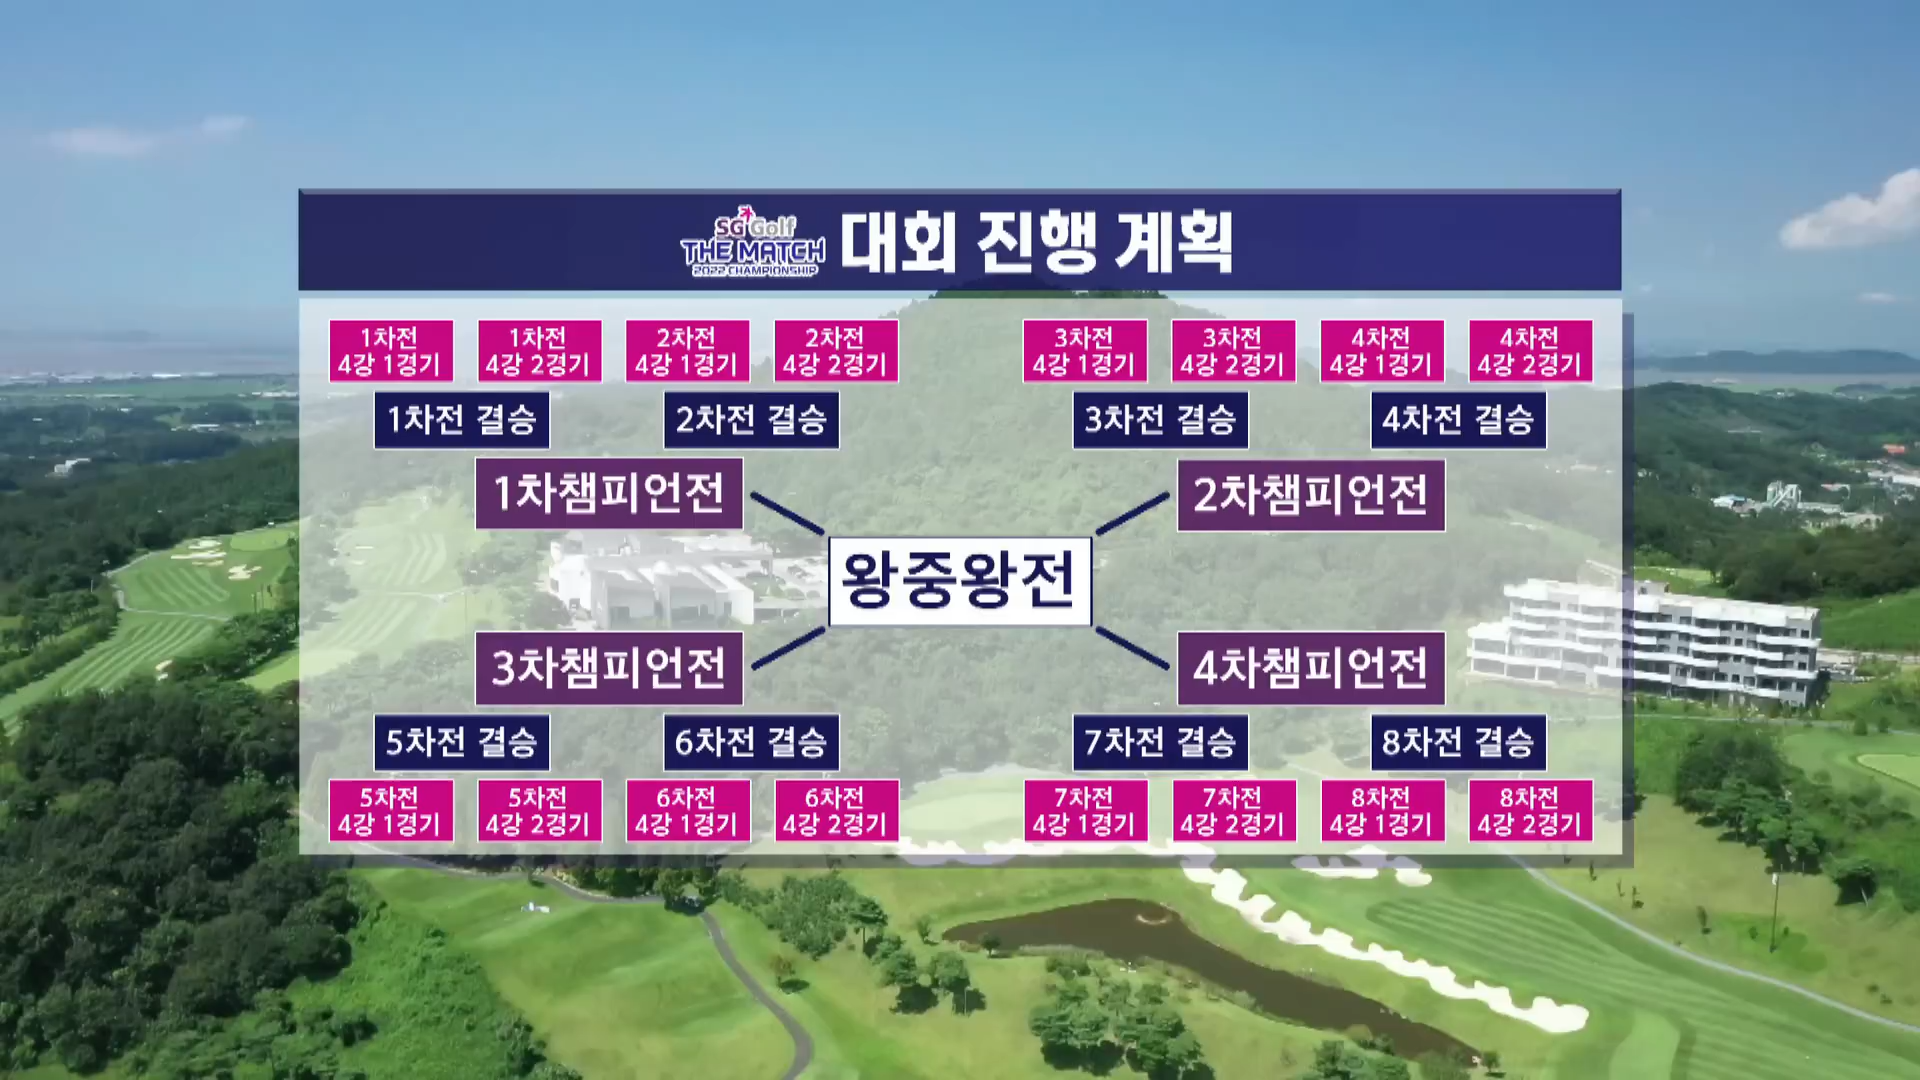 SG Golf
THE MATCH
2022 CHAMPIONSHIP
대회 진행 계획
1차전
4강 1경기
1차전
4강 2경기
2차전
4강 1경기
2차전
4강 2경기
3차전
4강 1경기
3차전
4강 2경기
4차전
4강 1경기
4차전
4강 2경기
1차전 결승
2차전 결승
3차전 결승
4차전 결승
1차챔피언전
2차챔피언전
왕중왕전
3차챔피언전
4차챔피언전
5차전 결승
6차전 결승
7차전 결승
8차전 결승
5차전
4강 1경기
5차전
4강 2경기
6차전
4강 1경기
6차전
4강 2경기
7차전
4강 1경기
7차전
4강 2경기
8차전
4강 1경기
8차전
4강 2경기